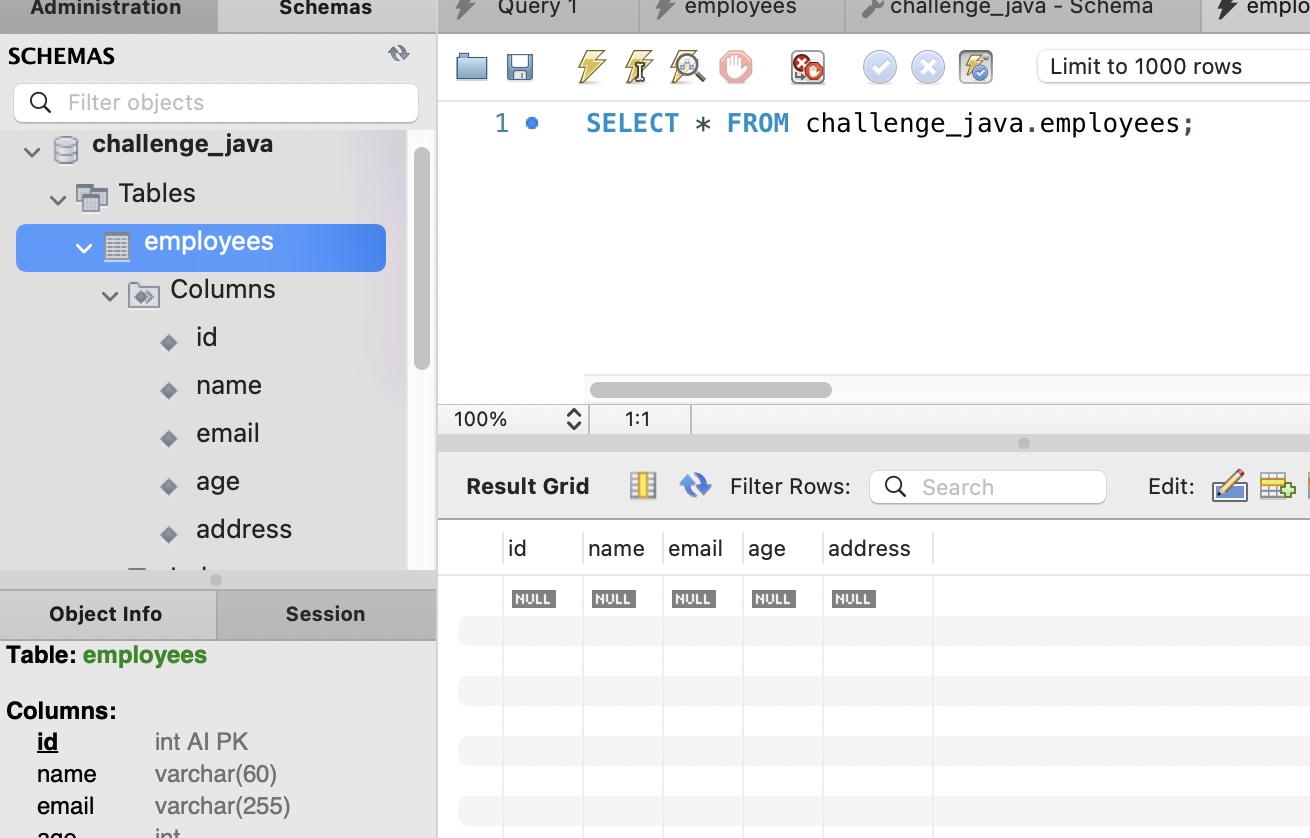 Administration
Schemas
Query 1
employees
challenge_java - Schema
emplo
SCHEMAS
Filter objects
challenge_java
Tables
employees
Columns
id
name
email
age
address
Limit to 1000 rows
1
SELECT * FROM challenge_java.employees;
100%
1:1
Result Grid
Filter Rows:
Search
Edit:
id name email age address
NULL NULL NULL NULL NULL
Object Info
Session
Table: employees
Columns:
id int AI PK
name varchar(60)
email varchar(255)
age int